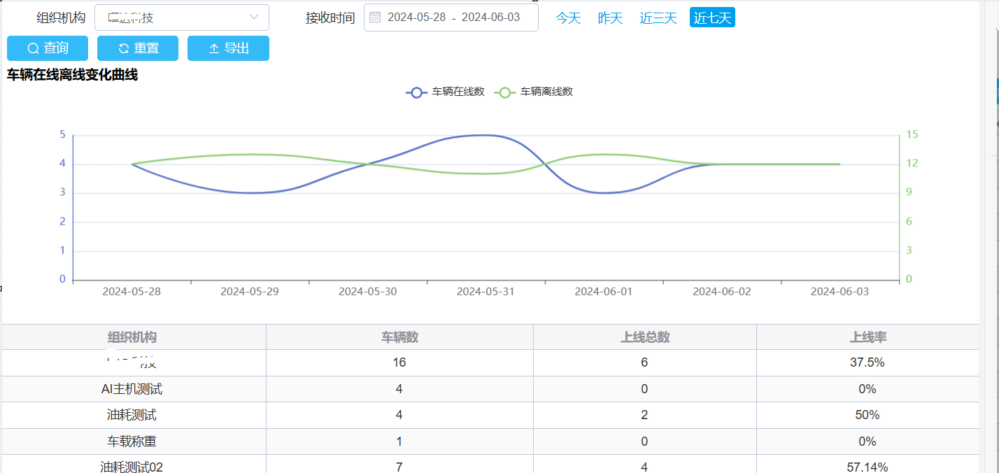 组织机构 科技 接收时间 2024-05-28 - 2024-06-03 今天 昨天 近三天 近七天
查询 重置 导出
车辆在线离线变化曲线
车辆在线数 车辆离线数
5 15
4 12
3 9
2 6
1 3
0 0
2024-05-28 2024-05-29 2024-05-30 2024-05-31 2024-06-01 2024-06-02 2024-06-03
组织机构 车辆数 上线总数 上线率
16 6 37.5%
AI主机测试 4 0 0%
油耗测试 4 2 50%
车载称重 1 0 0%
油耗测试02 7 4 57.14%